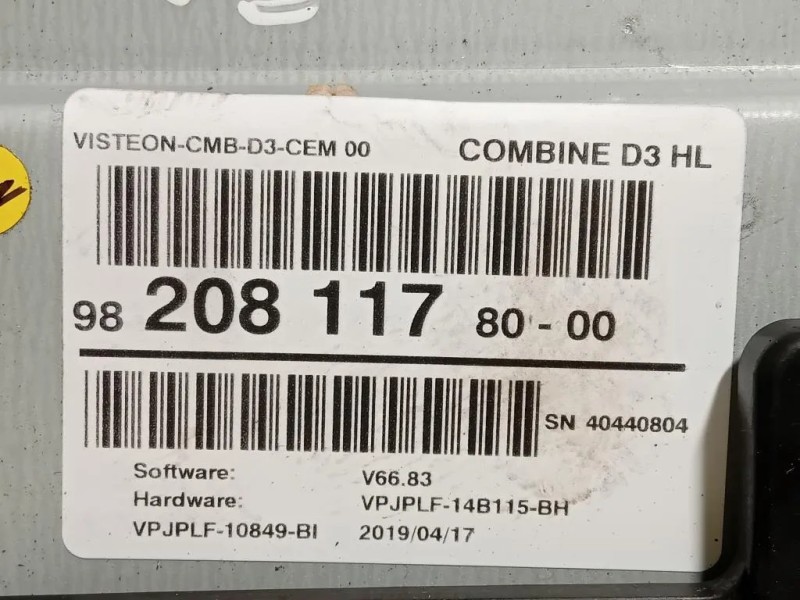 VISTEON-CMB-D3-CEM 00 COMBINE D3 HL
98 208 117 80-00
SN 40440804
Software: V66.83
Hardware: VPJPLF-14B115-BH
VPJPLF-10849-BI 2019/04/17